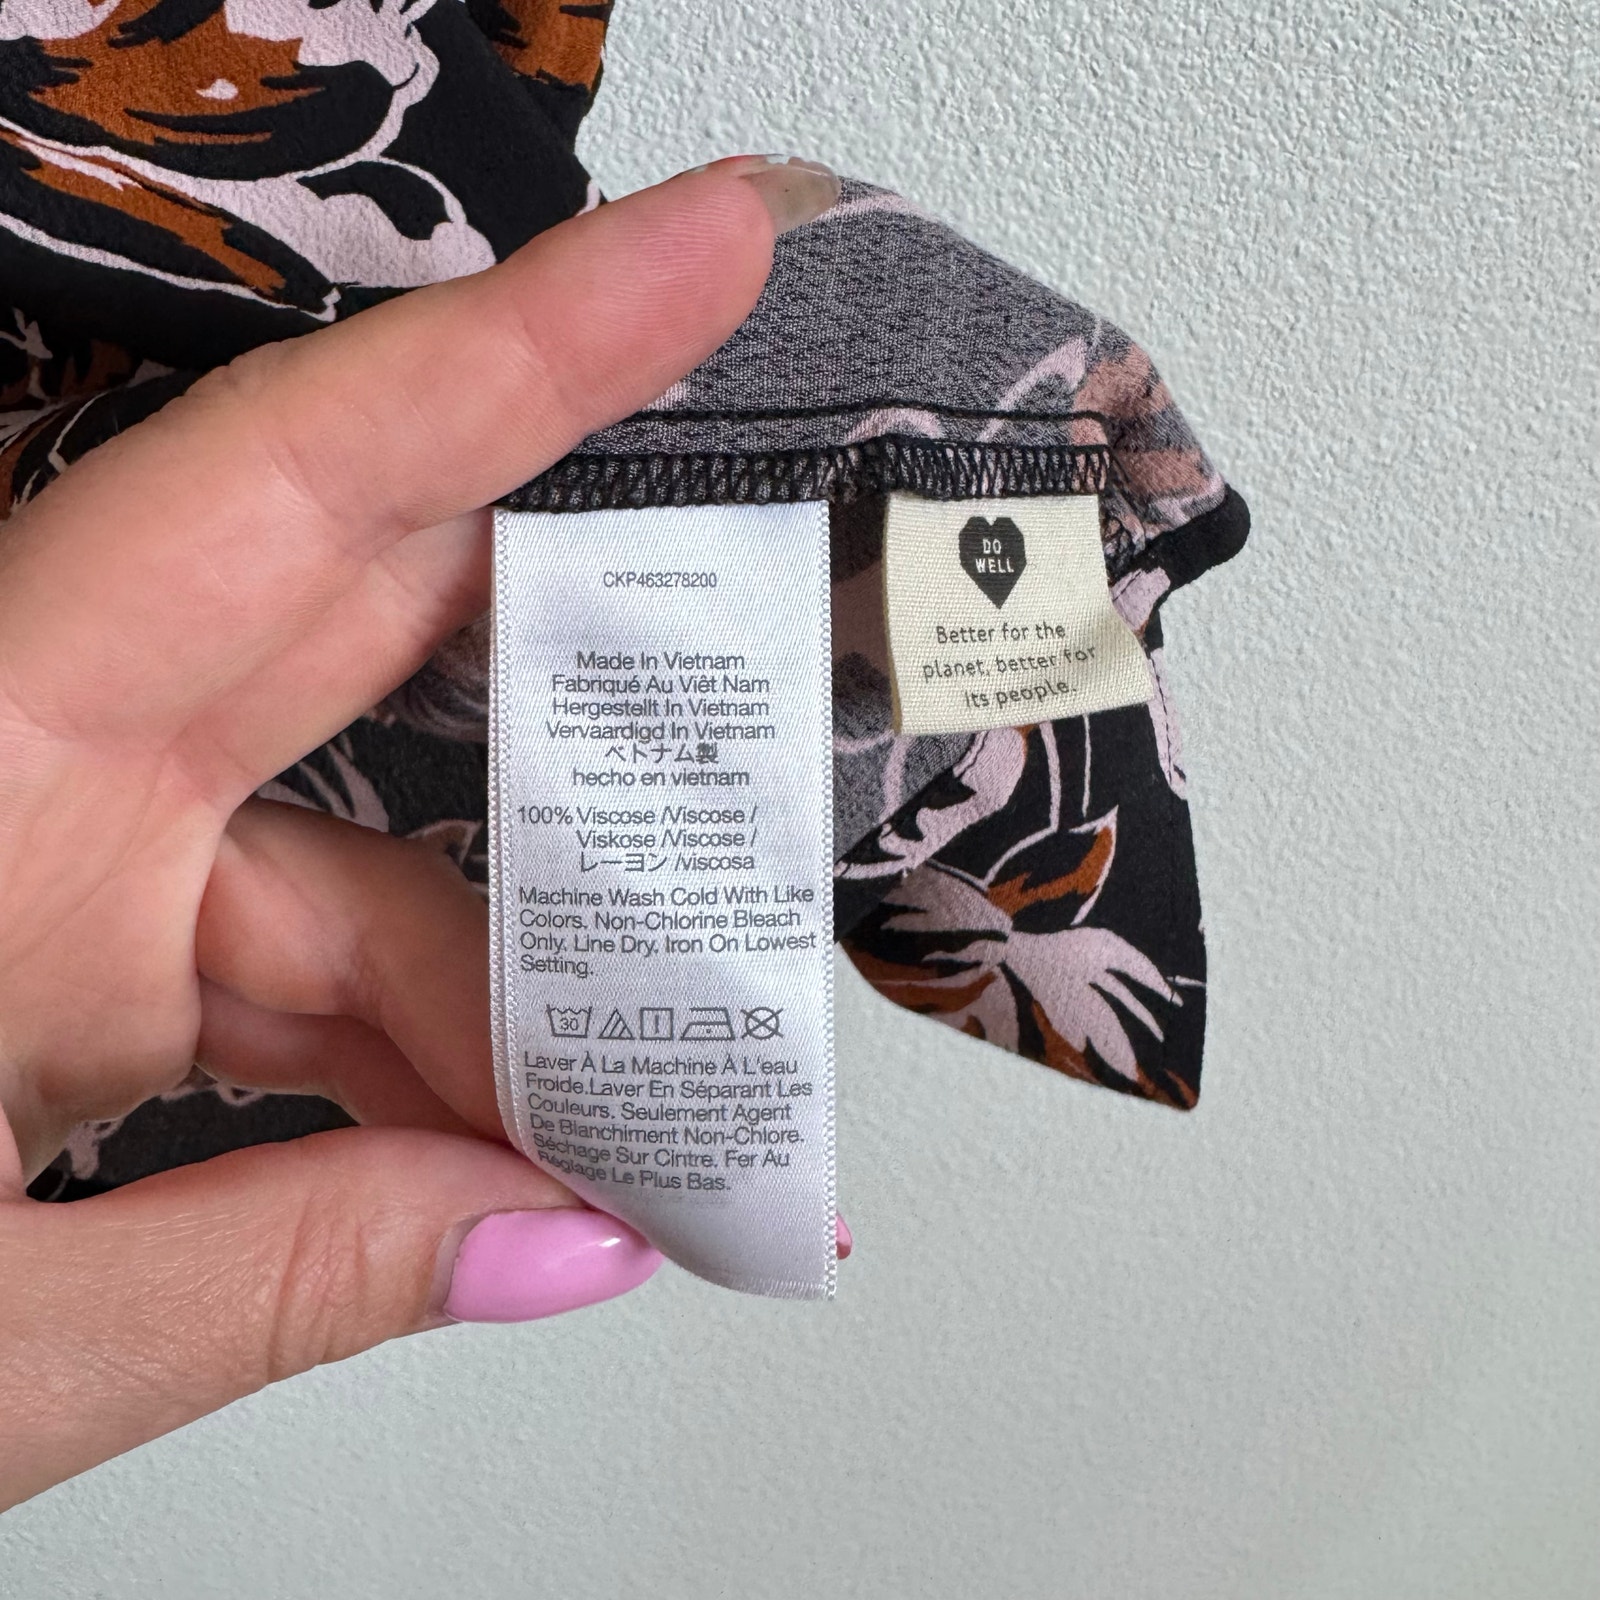 CKP463278200
Made In Vietnam
Fabriqué Au Viêt Nam
Hergestellt In Vietnam
Vervaardigd In Vietnam
ベトナム製
hecho en vietnam
100% Viscose /Viscose /
Viskose /Viscose /
レーヨン /viscosa
Machine Wash Cold With Like
Colors. Non-Chlorine Bleach
Only. Line Dry. Iron On Lowest
Setting.
30
Laver À La Machine À L'eau
Froide.Laver En Séparant Les
Couleurs. Seulement Agent
De Blanchiment Non-Chlore.
Séchage Sur Cintre. Fer Au
Réglage Le Plus Bas.
DO
WELL
Better for the
planet, better for
its people.